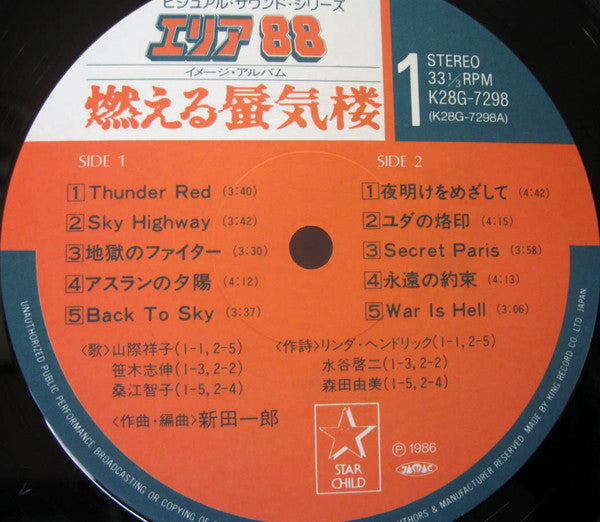 ビジュアル・サウンド・シリーズ
エリア 88
イメージ・アルバム
燃える蜃気楼
1
STEREO
33 1/3 RPM
K28G-7298
(K28G-7298A)
SIDE 1
1 Thunder Red (3:40)
2 Sky Highway (3:42)
3 地獄のファイター (3:30)
4 アスランの夕陽 (4:12)
5 Back To Sky (3:37)
SIDE 2
1 夜明けをめざして (4:42)
2 ユダの烙印 (4:15)
3 Secret Paris (3:58)
4 永遠の約束 (4:13)
5 War Is Hell (3:06)
〈歌〉山際祥子(1-1, 2-5)
笹木志伸(1-3, 2-2)
桑江智子(1-5, 2-4)
〈作詩〉リンダ・ヘンドリック(1-1, 2-5)
水谷啓二(1-3, 2-2)
森田由美(1-5, 2-4)
〈作曲・編曲〉新田一郎
STAR
CHILD
Ⓟ 1986
JASRAC
UNAUTHORIZED PUBLIC PERFORMANCE BROADCASTING OR COPYING OF
AUTHORS & MANUFACTURER RESERVED. MADE BY KING RECORD CO., LTD. JAPAN.